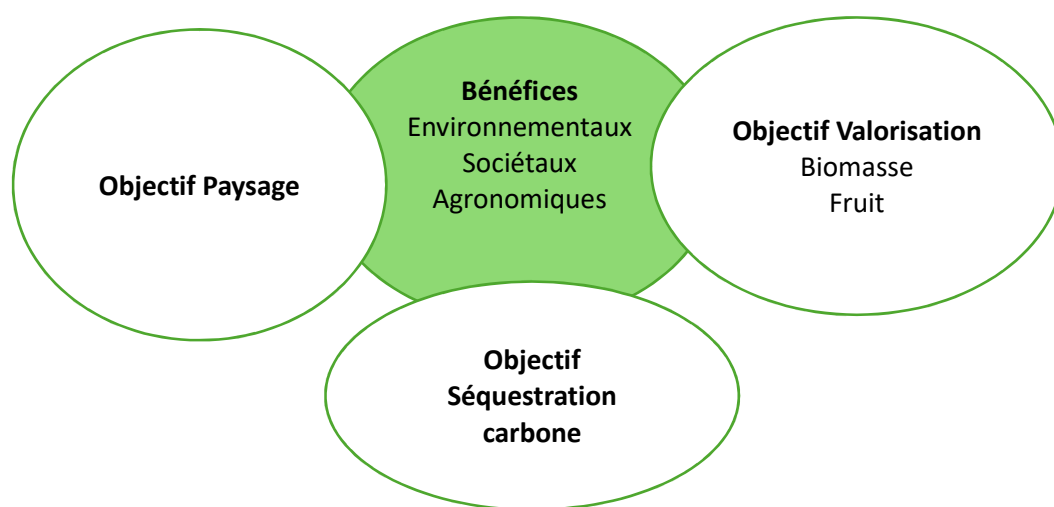 Objectif Paysage
Bénéfices
Environnementaux
Sociétaux
Agronomiques
Objectif Valorisation
Biomasse
Fruit
Objectif
Séquestration
carbone